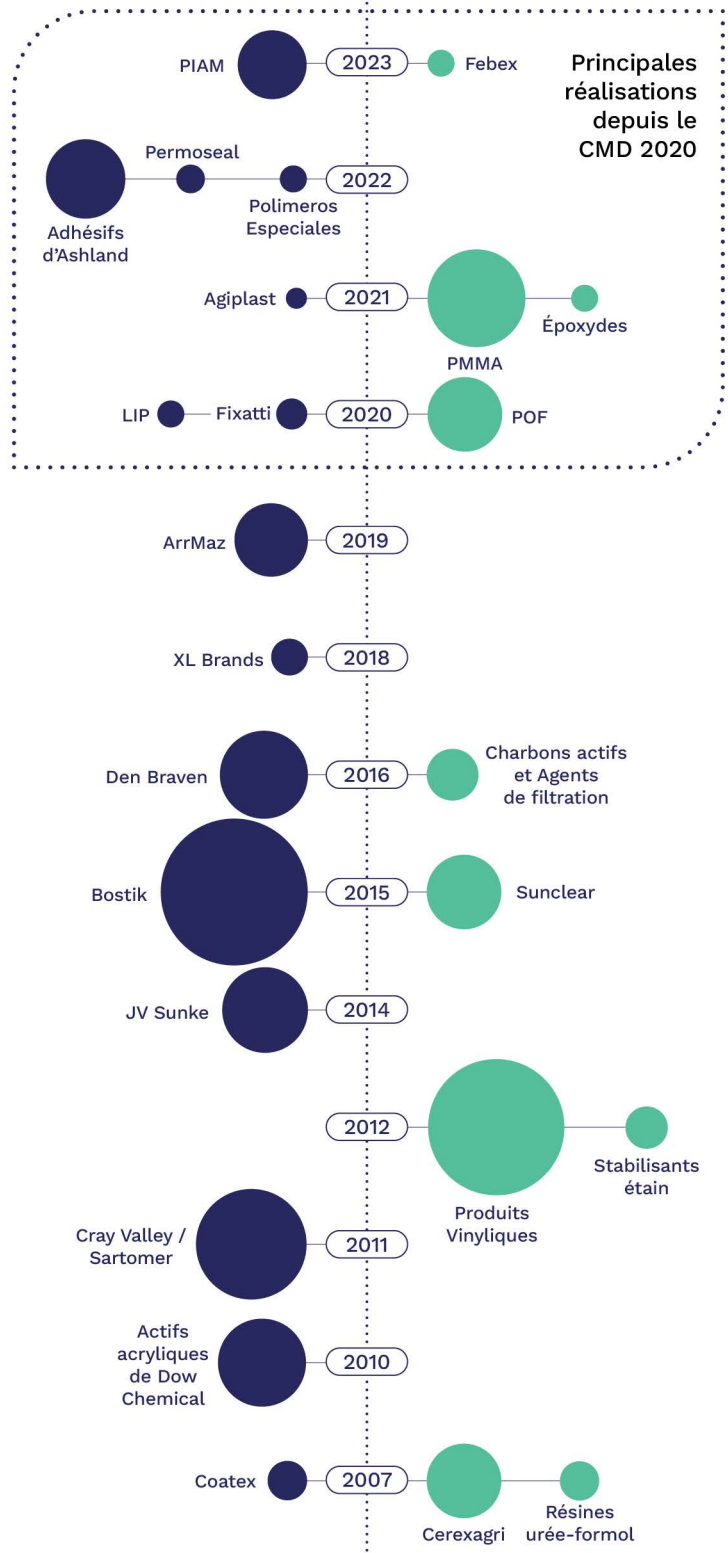 Principales
réalisations
depuis le
CMD 2020
PIAM
2023
Febex
Adhésifs
d’Ashland
Permoseal
Polimeros
Especiales
2022
Agiplast
2021
PMMA
Époxydes
LIP
Fixatti
2020
POF
ArrMaz
2019
XL Brands
2018
Den Braven
2016
Charbons actifs
et Agents
de filtration
Bostik
2015
Sunclear
JV Sunke
2014
2012
Produits
Vinyliques
Stabilisants
étain
Cray Valley /
Sartomer
2011
Actifs
acryliques
de Dow
Chemical
2010
Coatex
2007
Cerexagri
Résines
urée-formol